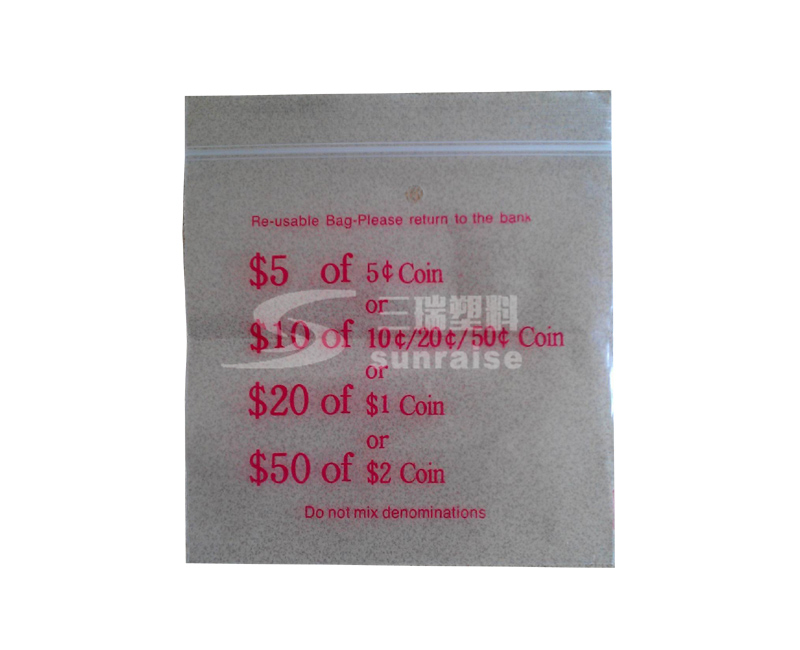 Re-usable Bag-Please return to the bank
$5 of 5¢ Coin
or
三瑞塑料
$10 of 10¢/20¢/50¢ Coin
sunraise
or
$20 of $1 Coin
or
$50 of $2 Coin
Do not mix denominations